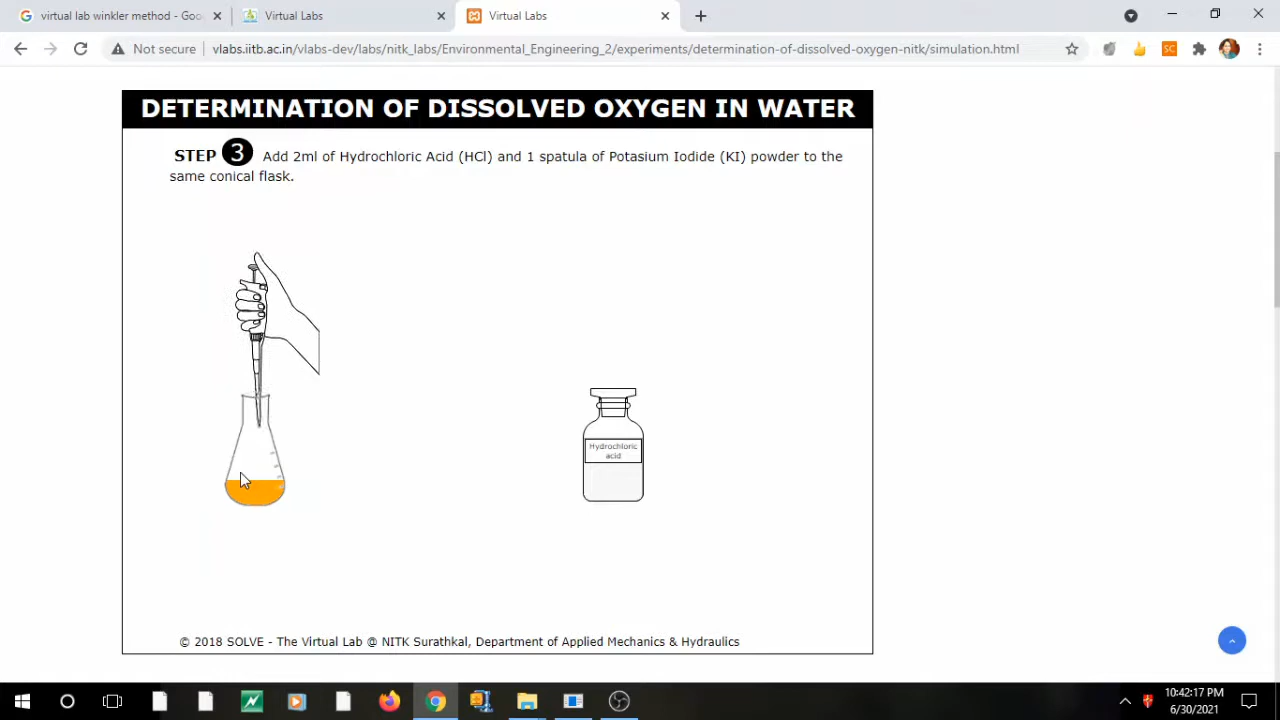 virtual lab winkler method - Goo
Virtual Labs
Virtual Labs
Not secure
vlabs.iitb.ac.in/vlabs-dev/labs/nitk_labs/Environmental_Engineering_2/experiments/determination-of-dissolved-oxygen-nitk/simulation.html
SC
DETERMINATION OF DISSOLVED OXYGEN IN WATER
STEP 3 Add 2ml of Hydrochloric Acid (HCl) and 1 spatula of Potasium Iodide (KI) powder to the
same conical flask.
Hydrochloric
acid
© 2018 SOLVE - The Virtual Lab @ NITK Surathkal, Department of Applied Mechanics & Hydraulics
10:42:17 PM
6/30/2021